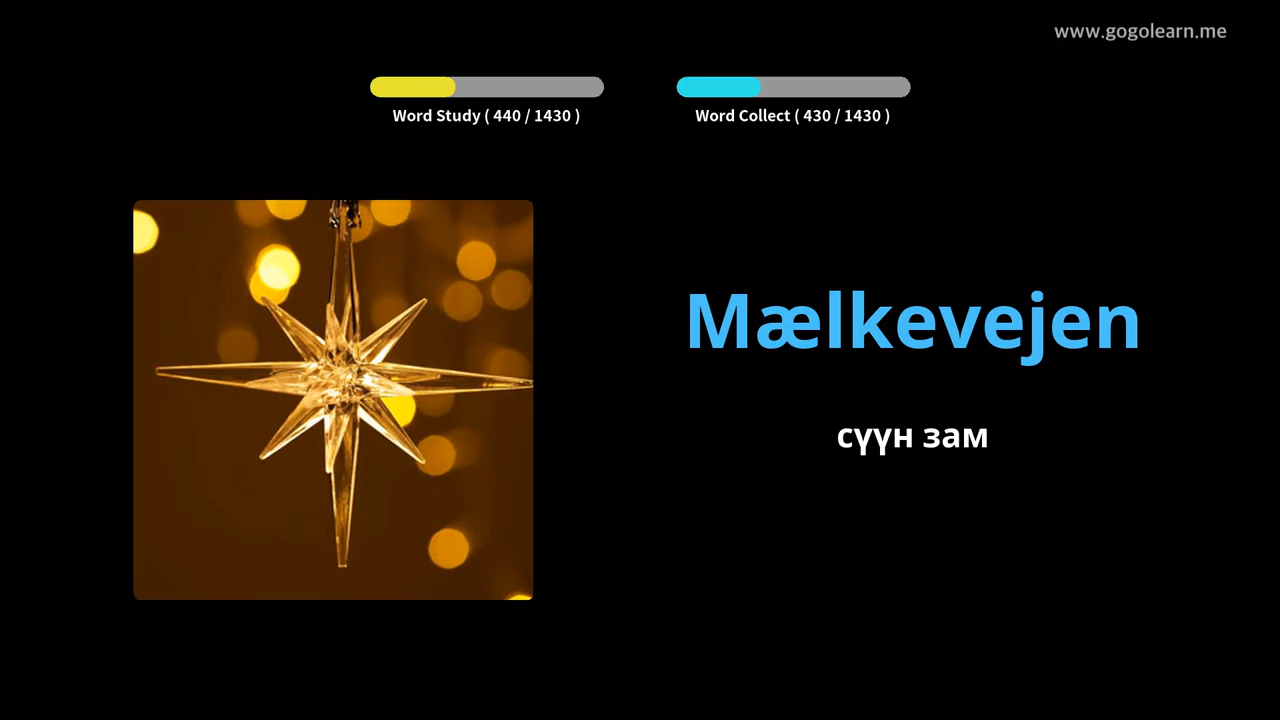 www.gogolearn.me
Word Study ( 440 / 1430 )
Word Collect ( 430 / 1430 )
Mælkevejen
сүүн зам